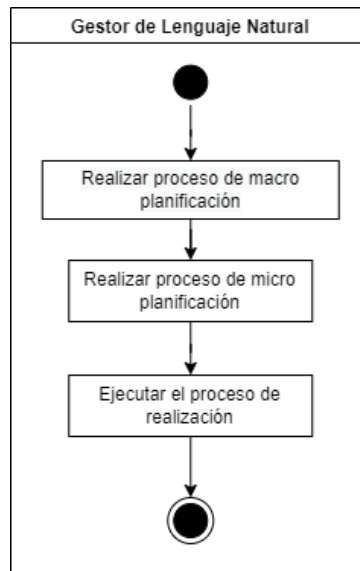 Gestor de Lenguaje Natural
Realizar proceso de macro
planificación
Realizar proceso de micro
planificación
Ejecutar el proceso de
realización